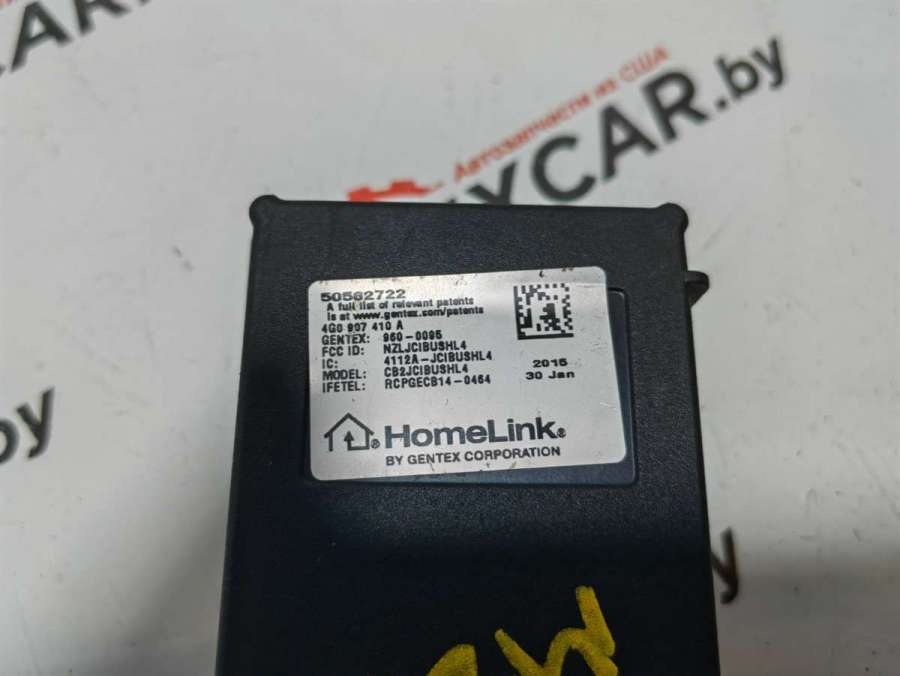 Автозапчасти из США
XCAR.by
50562722
A full list of relevant patents
is at www.gentex.com/patents
4G0 907 410 A
GENTEX: 960-0095
FCC ID: NZLJCIBUSHL4
IC: 4112A-JCIBUSHL4
MODEL: CB2JCIBUSHL4
IFETEL: RCPGECB14-0464
2015
30 Jan
HomeLink®
BY GENTEX CORPORATION
by